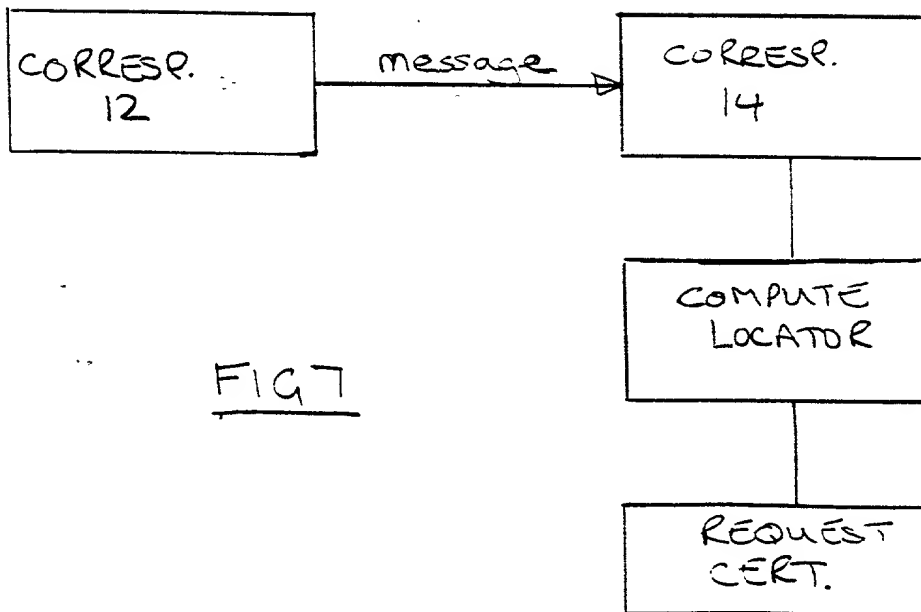 CORRESP.
12
message
CORRESP.
14
COMPUTE
LOCATOR
FIG 7
REQUEST
CERT.